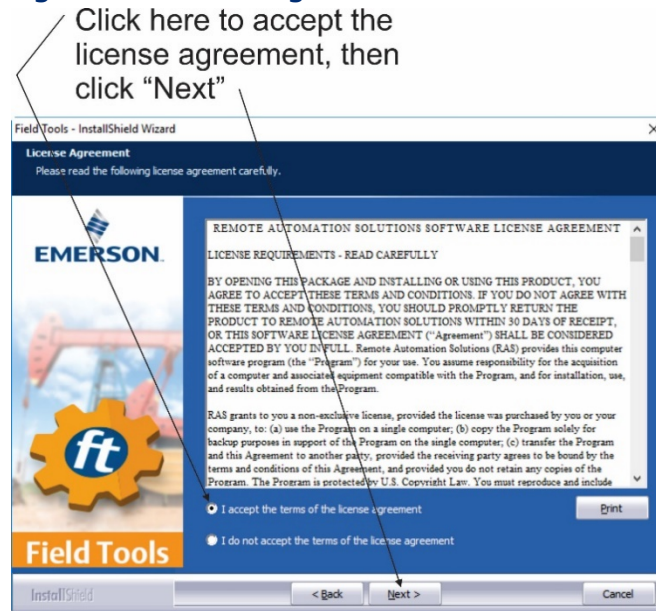 Click here to accept the
license agreement, then
click “Next”
Field Tools - InstallShield Wizard
License Agreement
Please read the following license agreement carefully.
EMERSON
REMOTE AUTOMATION SOLUTIONS SOFTWARE LICENSE AGREEMENT
LICENSE REQUIREMENTS - READ CAREFULLY
BY OPENING THIS PACKAGE AND INSTALLING OR USING THIS PRODUCT, YOU
AGREE TO ACCEPT THESE TERMS AND CONDITIONS. IF YOU DO NOT AGREE WITH
THESE TERMS AND CONDITIONS, YOU SHOULD PROMPTLY RETURN THE
PRODUCT TO REMOTE AUTOMATION SOLUTIONS WITHIN 30 DAYS OF RECEIPT,
OR THIS SOFTWARE LICENSE AGREEMENT (“Agreement”) SHALL BE CONSIDERED
ACCEPTED BY YOU IN FULL. Remote Automation Solutions (RAS) provides this computer
software program (the “Program”) for your use. You assume responsibility for the acquisition
of a computer and associated equipment compatible with the Program, and for installation, use,
and results obtained from the Program.
RAS grants to you a non-exclusive license, provided the license was purchased by you or your
company, to: (a) use the Program on a single computer; (b) copy the Program solely for
backup purposes in support of the Program on the single computer; (c) transfer the Program
and this Agreement to another party, provided the receiving party agrees to be bound by the
terms and conditions of this Agreement, and provided you do not retain any copies of the
Program. The Program is protected by U.S. Copyright Law. You must reproduce and include
I accept the terms of the license agreement
Print
I do not accept the terms of the license agreement
ft
Field Tools
InstallShield
< Back
Next >
Cancel